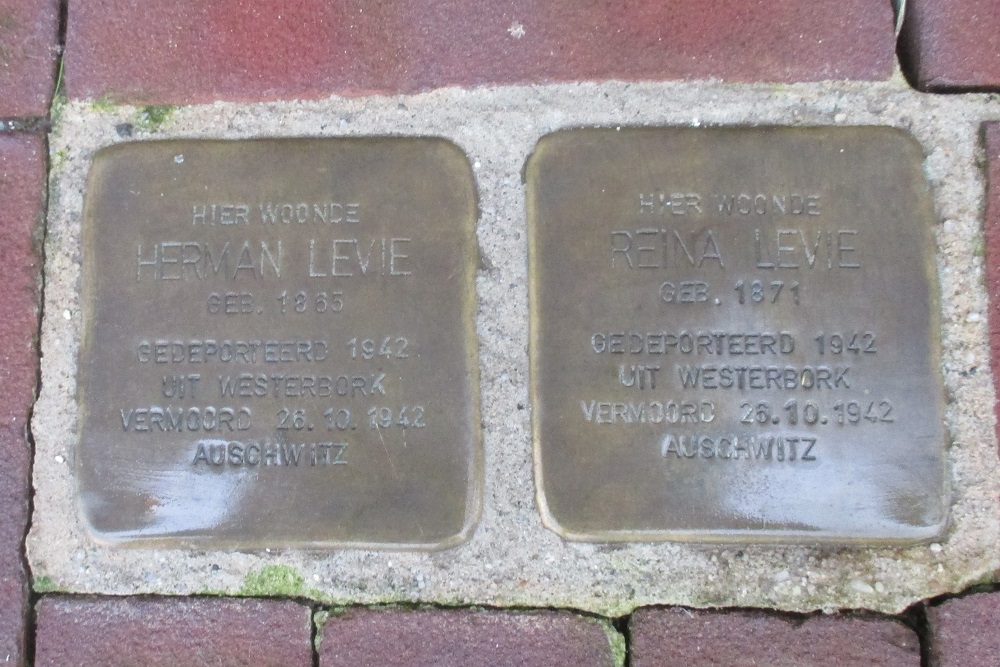 HIER WOONDE
HERMAN LEVIE
GEB. 1865
GEDEPORTEERD 1942
UIT WESTERBORK
VERMOORD 26.10.1942
AUSCHWITZ
HIER WOONDE
REINA LEVIE
GEB. 1871
GEDEPORTEERD 1942
UIT WESTERBORK
VERMOORD 26.10.1942
AUSCHWITZ